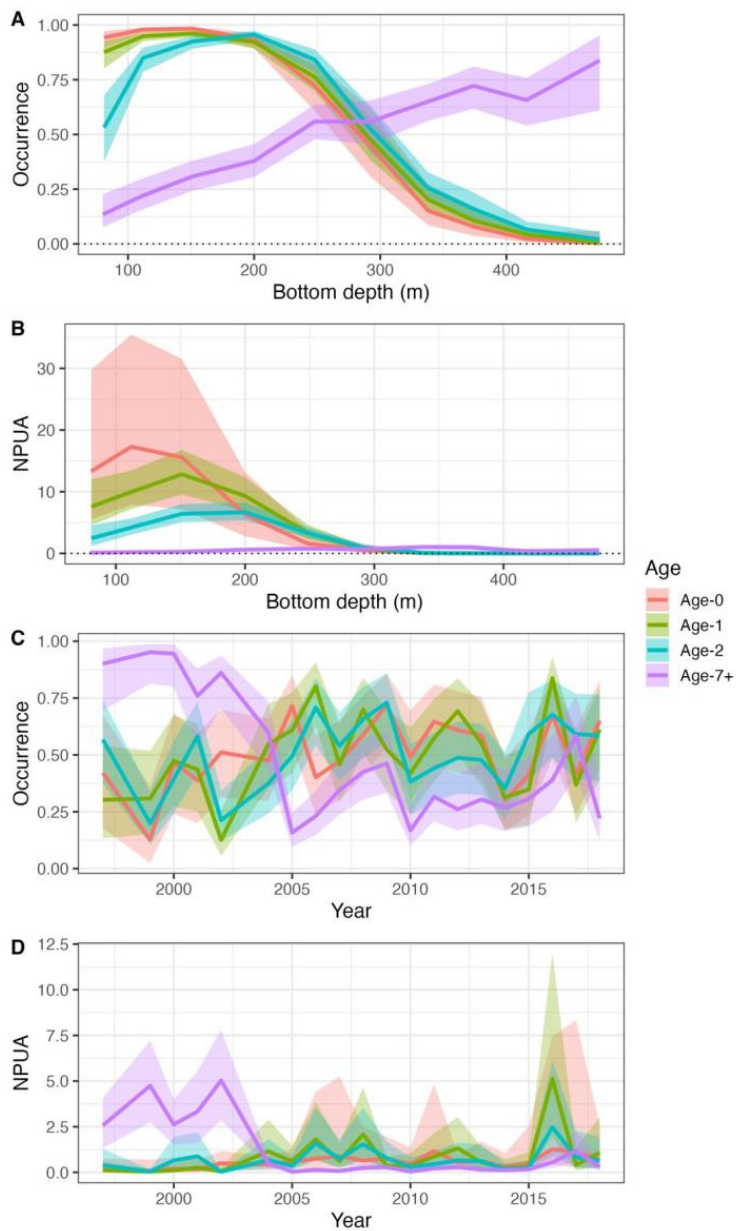 A
1.00
0.75
0.50
0.25
0.00
Occurrence
100 200 300 400
Bottom depth (m)
B
30
20
10
0
NPUA
100 200 300 400
Bottom depth (m)
Age
Age-0
Age-1
Age-2
Age-7+
C
1.00
0.75
0.50
0.25
0.00
Occurrence
2000 2005 2010 2015
Year
D
12.5
10.0
7.5
5.0
2.5
0.0
NPUA
2000 2005 2010 2015
Year